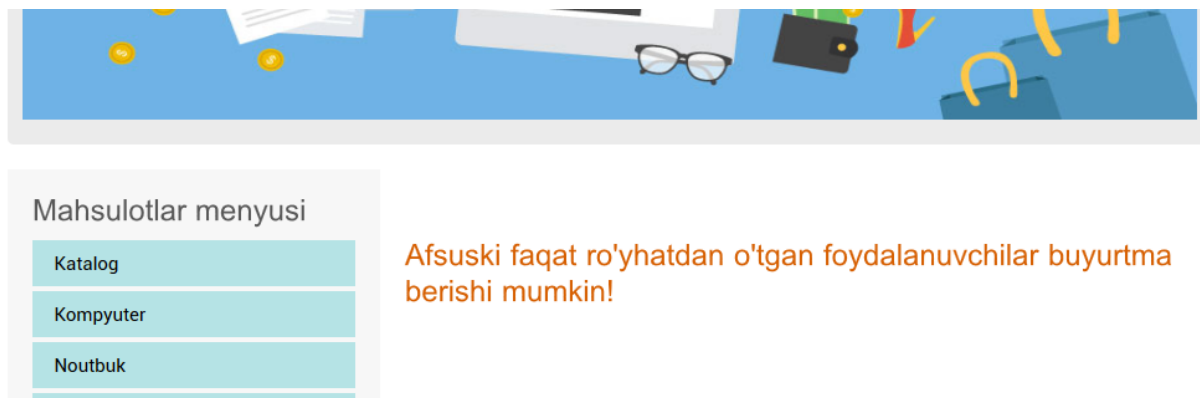 Mahsulotlar menyusi
Katalog
Kompyuter
Noutbuk
Afsuski faqat ro'yhatdan o'tgan foydalanuvchilar buyurtma
berishi mumkin!